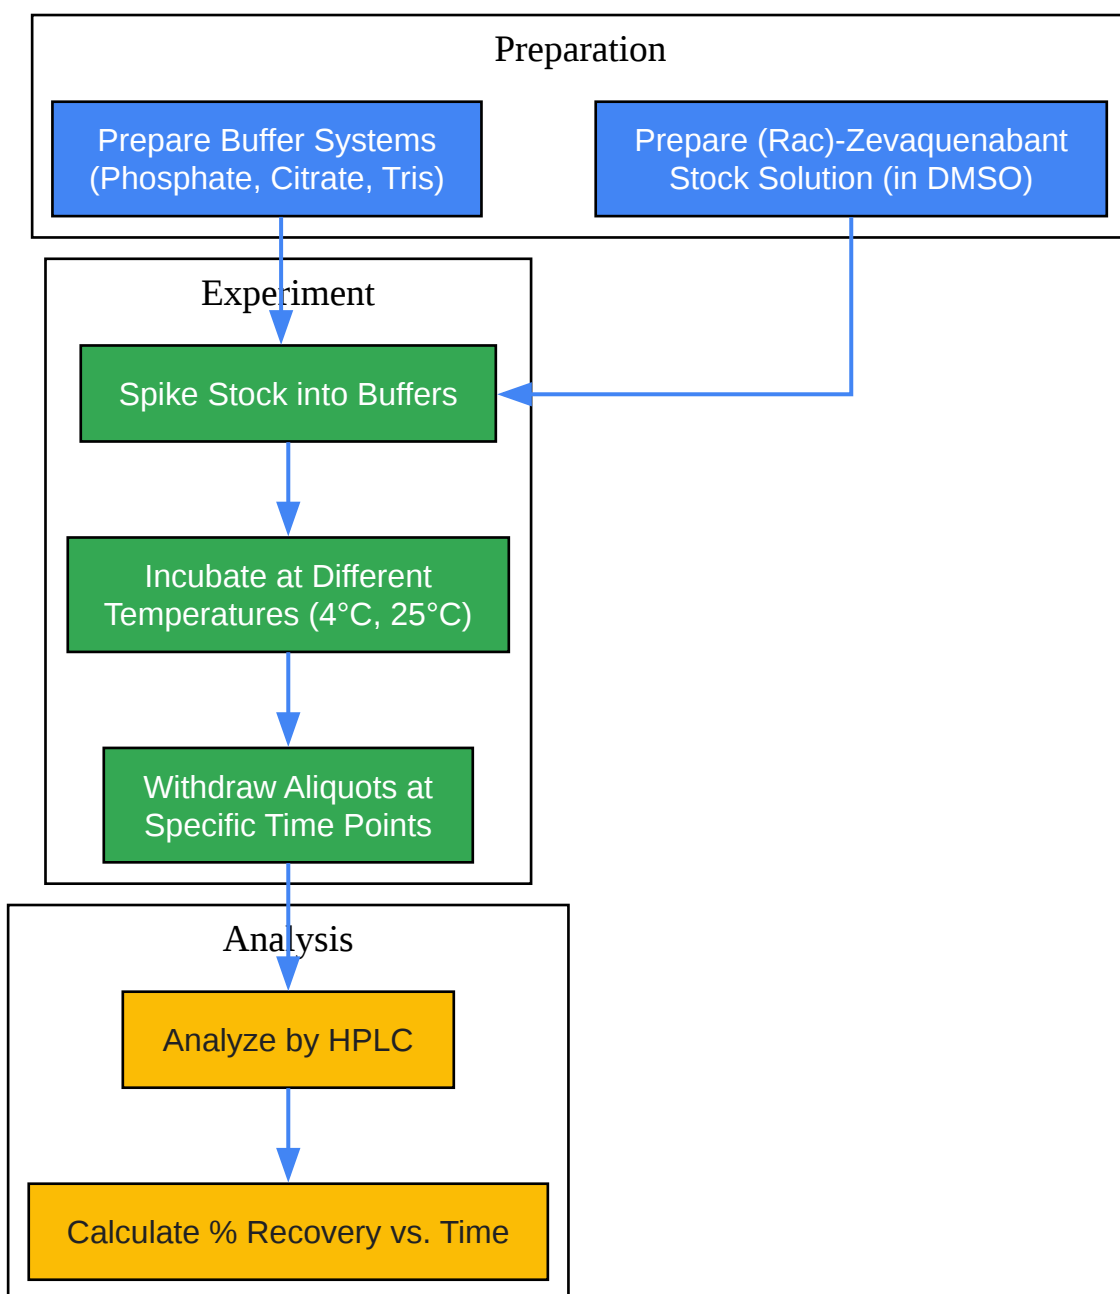 Preparation
Prepare Buffer Systems
(Phosphate, Citrate, Tris)
Prepare (Rac)-Zevaquenabant
Stock Solution (in DMSO)
Experiment
Spike Stock into Buffers
Incubate at Different
Temperatures (4°C, 25°C)
Withdraw Aliquots at
Specific Time Points
Analysis
Analyze by HPLC
Calculate % Recovery vs. Time